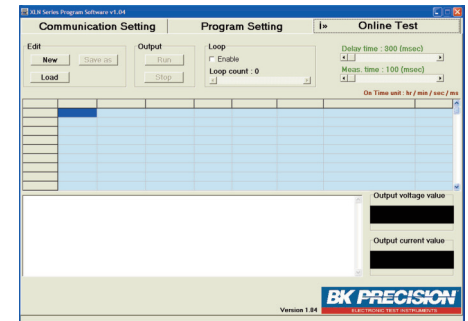 XLN Series Program Software v1.04
Communication Setting Program Setting i» Online Test
Edit
New Save as
Load
Output
Run
Stop
Loop
Enable
Loop count : 0
Delay time : 300 (msec)
Meas. time : 100 (msec)
On Time unit : hr / min / sec / ms
Output voltage value
Output current value
Version 1.04
BK PRECISION
ELECTRONIC TEST INSTRUMENTS